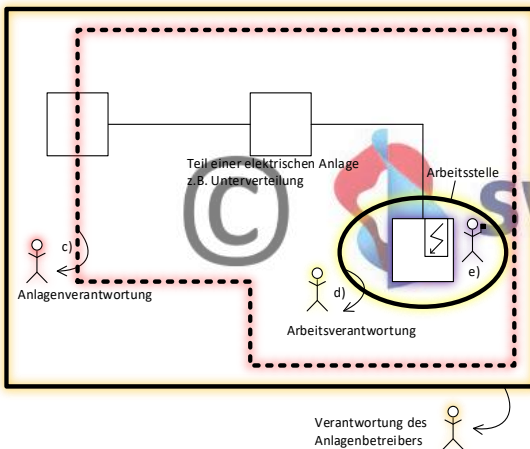 Teil einer elektrischen Anlage
z.B. Unterverteilung
Arbeitsstelle
©
c)
Anlagenverantwortung
d)
e)
Arbeitsverantwortung
Verantwortung des
Anlagenbetreibers